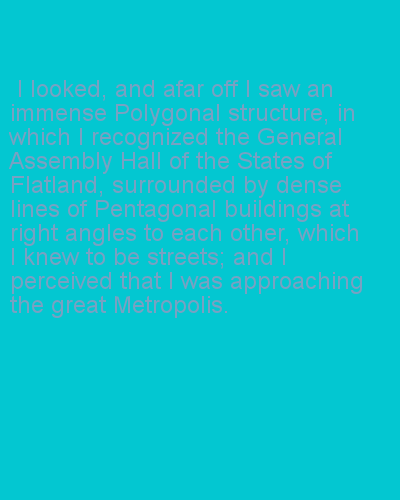 I looked, and afar off I saw an
immense Polygonal structure, in
which I recognized the General
Assembly Hall of the States of
Flatland, surrounded by dense
lines of Pentagonal buildings at
right angles to each other, which
I knew to be streets; and I
perceived that I was approaching
the great Metropolis.